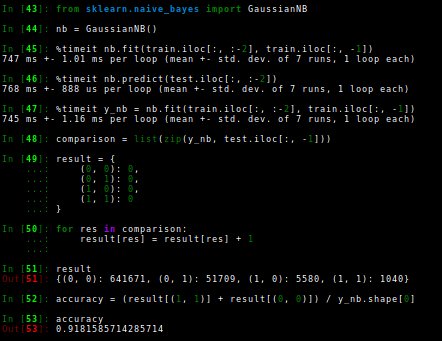 In [43]: from sklearn.naive_bayes import GaussianNB
In [44]: nb = GaussianNB()
In [45]: %timeit nb.fit(train.iloc[:, :-2], train.iloc[:, -1])
747 ms +- 1.01 ms per loop (mean +- std. dev. of 7 runs, 1 loop each)
In [46]: %timeit nb.predict(test.iloc[:, :-2])
768 ms +- 888 us per loop (mean +- std. dev. of 7 runs, 1 loop each)
In [47]: %timeit y_nb = nb.fit(train.iloc[:, :-2], train.iloc[:, -1])
745 ms +- 1.16 ms per loop (mean +- std. dev. of 7 runs, 1 loop each)
In [48]: comparison = list(zip(y_nb, test.iloc[:, -1]))
In [49]: result = {
...:     (0, 0): 0,
...:     (0, 1): 0,
...:     (1, 0): 0,
...:     (1, 1): 0
...: }
In [50]: for res in comparison:
...:     result[res] = result[res] + 1
...:
In [51]: result
Out[51]: {(0, 0): 641671, (0, 1): 51709, (1, 0): 5580, (1, 1): 1040}
In [52]: accuracy = (result[(1, 1)] + result[(0, 0)]) / y_nb.shape[0]
In [53]: accuracy
Out[53]: 0.9181585714285714